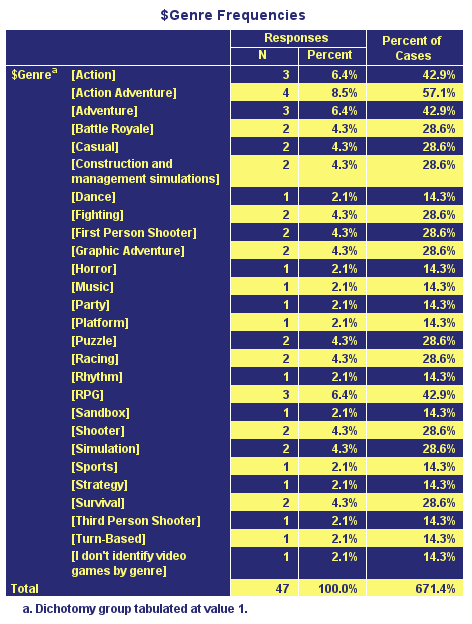 $Genre Frequencies
Responses Percent of
N Percent Cases
$Genreᵃ [Action] 3 6.4% 42.9%
[Action Adventure] 4 8.5% 57.1%
[Adventure] 3 6.4% 42.9%
[Battle Royale] 2 4.3% 28.6%
[Casual] 2 4.3% 28.6%
[Construction and
management simulations] 2 4.3% 28.6%
[Dance] 1 2.1% 14.3%
[Fighting] 2 4.3% 28.6%
[First Person Shooter] 2 4.3% 28.6%
[Graphic Adventure] 2 4.3% 28.6%
[Horror] 1 2.1% 14.3%
[Music] 1 2.1% 14.3%
[Party] 1 2.1% 14.3%
[Platform] 1 2.1% 14.3%
[Puzzle] 2 4.3% 28.6%
[Racing] 2 4.3% 28.6%
[Rhythm] 1 2.1% 14.3%
[RPG] 3 6.4% 42.9%
[Sandbox] 1 2.1% 14.3%
[Shooter] 2 4.3% 28.6%
[Simulation] 2 4.3% 28.6%
[Sports] 1 2.1% 14.3%
[Strategy] 1 2.1% 14.3%
[Survival] 2 4.3% 28.6%
[Third Person Shooter] 1 2.1% 14.3%
[Turn-Based] 1 2.1% 14.3%
[I don't identify video
games by genre] 1 2.1% 14.3%
Total 47 100.0% 671.4%
a. Dichotomy group tabulated at value 1.